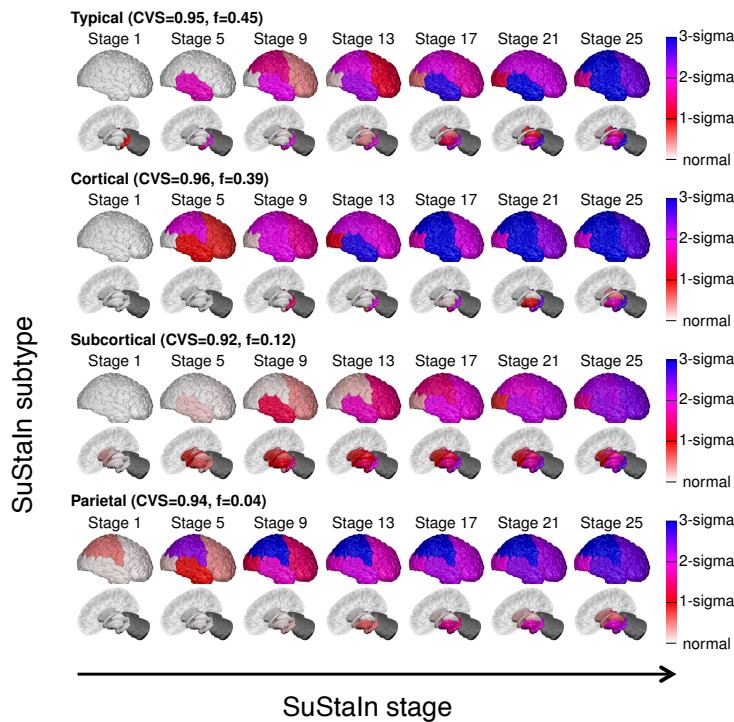 Typical (CVS=0.95, f=0.45)
Stage 1 Stage 5 Stage 9 Stage 13 Stage 17 Stage 21 Stage 25
3-sigma
2-sigma
1-sigma
normal
Cortical (CVS=0.96, f=0.39)
Stage 1 Stage 5 Stage 9 Stage 13 Stage 17 Stage 21 Stage 25
3-sigma
2-sigma
1-sigma
normal
Subcortical (CVS=0.92, f=0.12)
Stage 1 Stage 5 Stage 9 Stage 13 Stage 17 Stage 21 Stage 25
3-sigma
2-sigma
1-sigma
normal
Parietal (CVS=0.94, f=0.04)
Stage 1 Stage 5 Stage 9 Stage 13 Stage 17 Stage 21 Stage 25
3-sigma
2-sigma
1-sigma
normal
SuStaIn subtype
SuStaIn stage